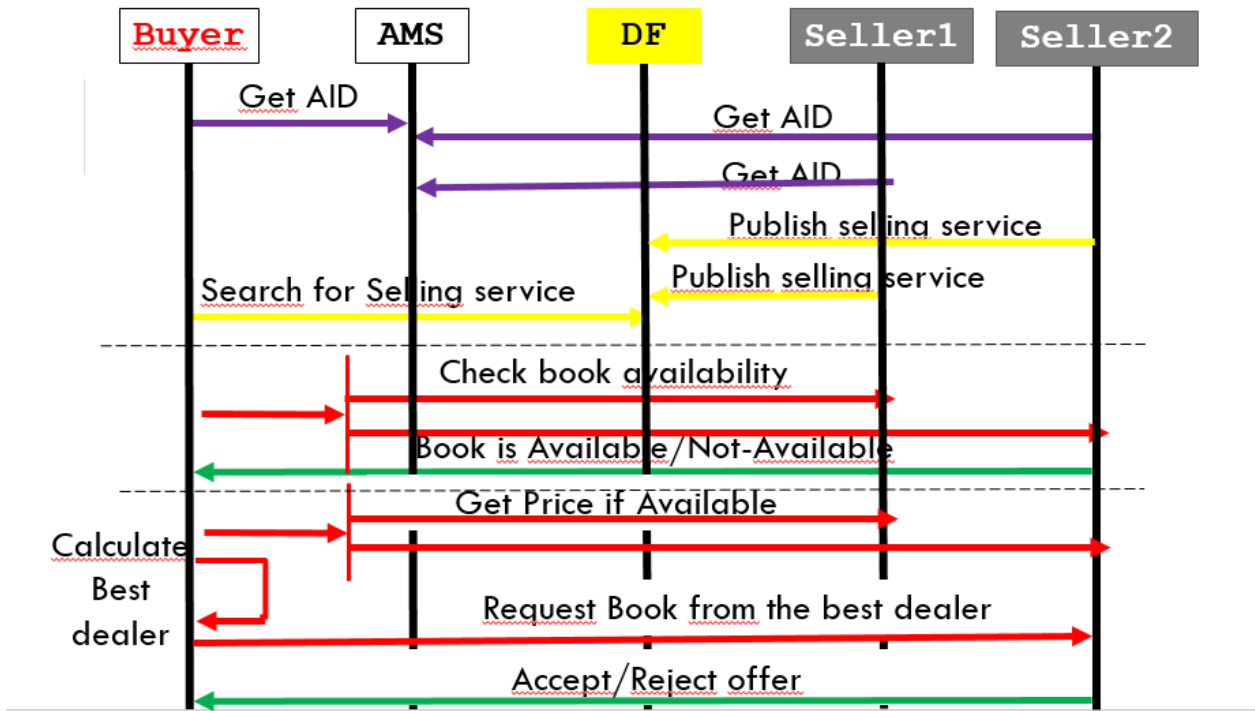 Buyer AMS DF Seller1 Seller2
Get AID
Get AID
Get AID
Publish selling service
Publish selling service
Search for Selling service
Check book availability
Book is Available/Not-Available
Get Price if Available
Calculate
Best
dealer
Request Book from the best dealer
Accept/Reject offer